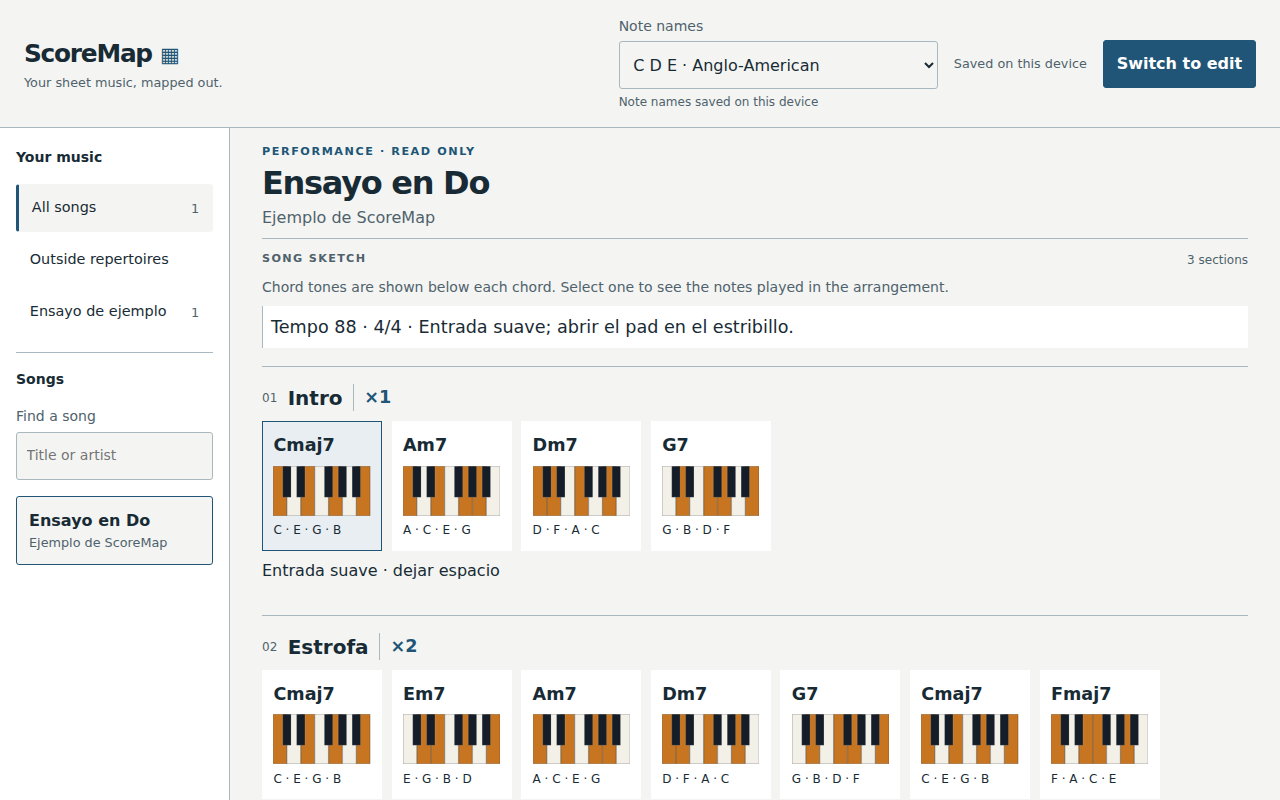 ScoreMap
Your sheet music, mapped out.
Note names
C D E · Anglo-American
Note names saved on this device
Saved on this device
Switch to edit
Your music
All songs 1
Outside repertoires
Ensayo de ejemplo 1
Songs
Find a song
Title or artist
Ensayo en Do
Ejemplo de ScoreMap
PERFORMANCE · READ ONLY
Ensayo en Do
Ejemplo de ScoreMap
SONG SKETCH 3 sections
Chord tones are shown below each chord. Select one to see the notes played in the arrangement.
Tempo 88 · 4/4 · Entrada suave; abrir el pad en el estribillo.
01 Intro ×1
Cmaj7 Am7 Dm7 G7
C · E · G · B A · C · E · G D · F · A · C G · B · D · F
Entrada suave · dejar espacio
02 Estrofa ×2
Cmaj7 Em7 Am7 Dm7 G7 Cmaj7 Fmaj7
C · E · G · B E · G · B · D A · C · E · G D · F · A · C G · B · D · F C · E · G · B F · A · C · E